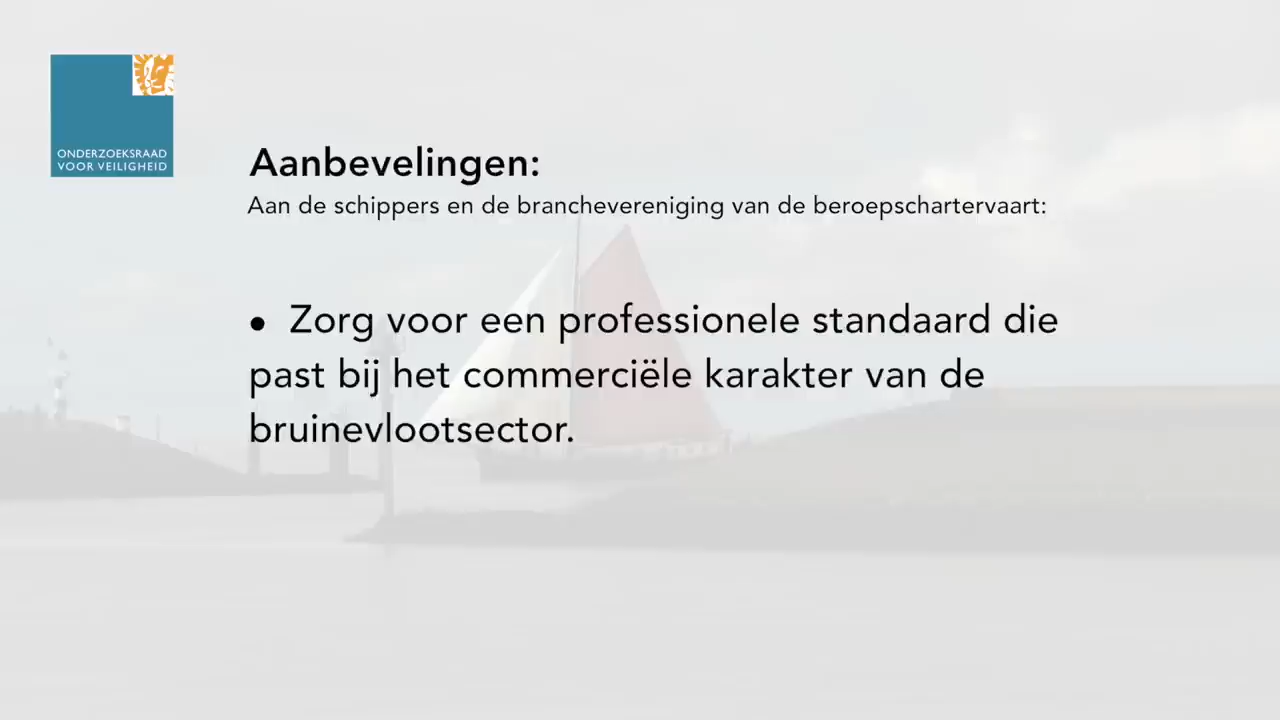 ONDERZOEKSRAAD
VOOR VEILIGHEID
Aanbevelingen:
Aan de schippers en de branchevereniging van de beroepschartervaart:
• Zorg voor een professionele standaard die
past bij het commerciële karakter van de
bruinevlootsector.